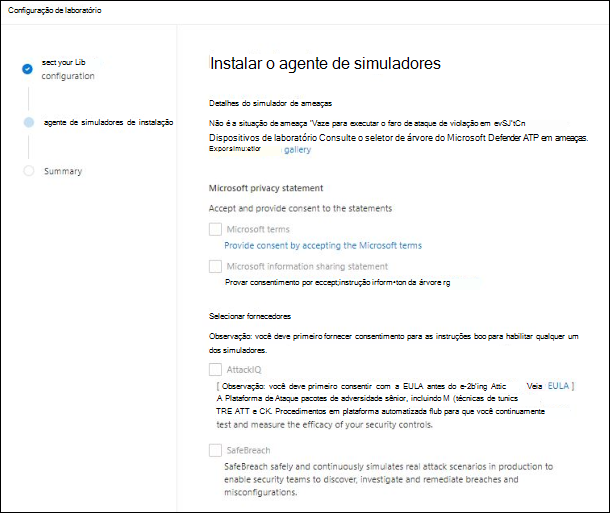 Configuração de laboratório
sect your Lib
configuration
agente de simuladores de instalação
Summary
Instalar o agente de simuladores
Detalhes do simulador de ameaças
Não é a situação de ameaça "Vaze para executar o faro de ataque de violação em evSJ'tCn
Dispositivos de laboratório Consulte o seletor de árvore do Microsoft Defender ATP em ameaças.
gallery
Microsoft privacy statement
Accept and provide consent to the statements
Microsoft terms
Provide consent by accepting the Microsoft terms
Microsoft information sharing statement
Provar consentimento por eccept;instrução irform•ton da árvore rg
Selecionar fornecedores
Observação: você deve primeiro fornecer consentimento para as instruções boo para habilitar qualquer um
dos simuladores.
AttackIQ
[ Observação: você deve primeiro consentir com a EULA antes do e-2b'ing Attic Veia EULA ]
A Plataforma de Ataque pacotes de adversidade sênior, incluindo M (técnicas de tunics
TRE ATT e CK. Procedimentos em plataforma automatizada flub para que você continuamente
test and measure the efficacy of your security controls.
SafeBreach
SafeBreach safely and continuously simulates real attack scenarios in production to
enable security teams to discover, investigate and remediate breaches and
misconfigurations.